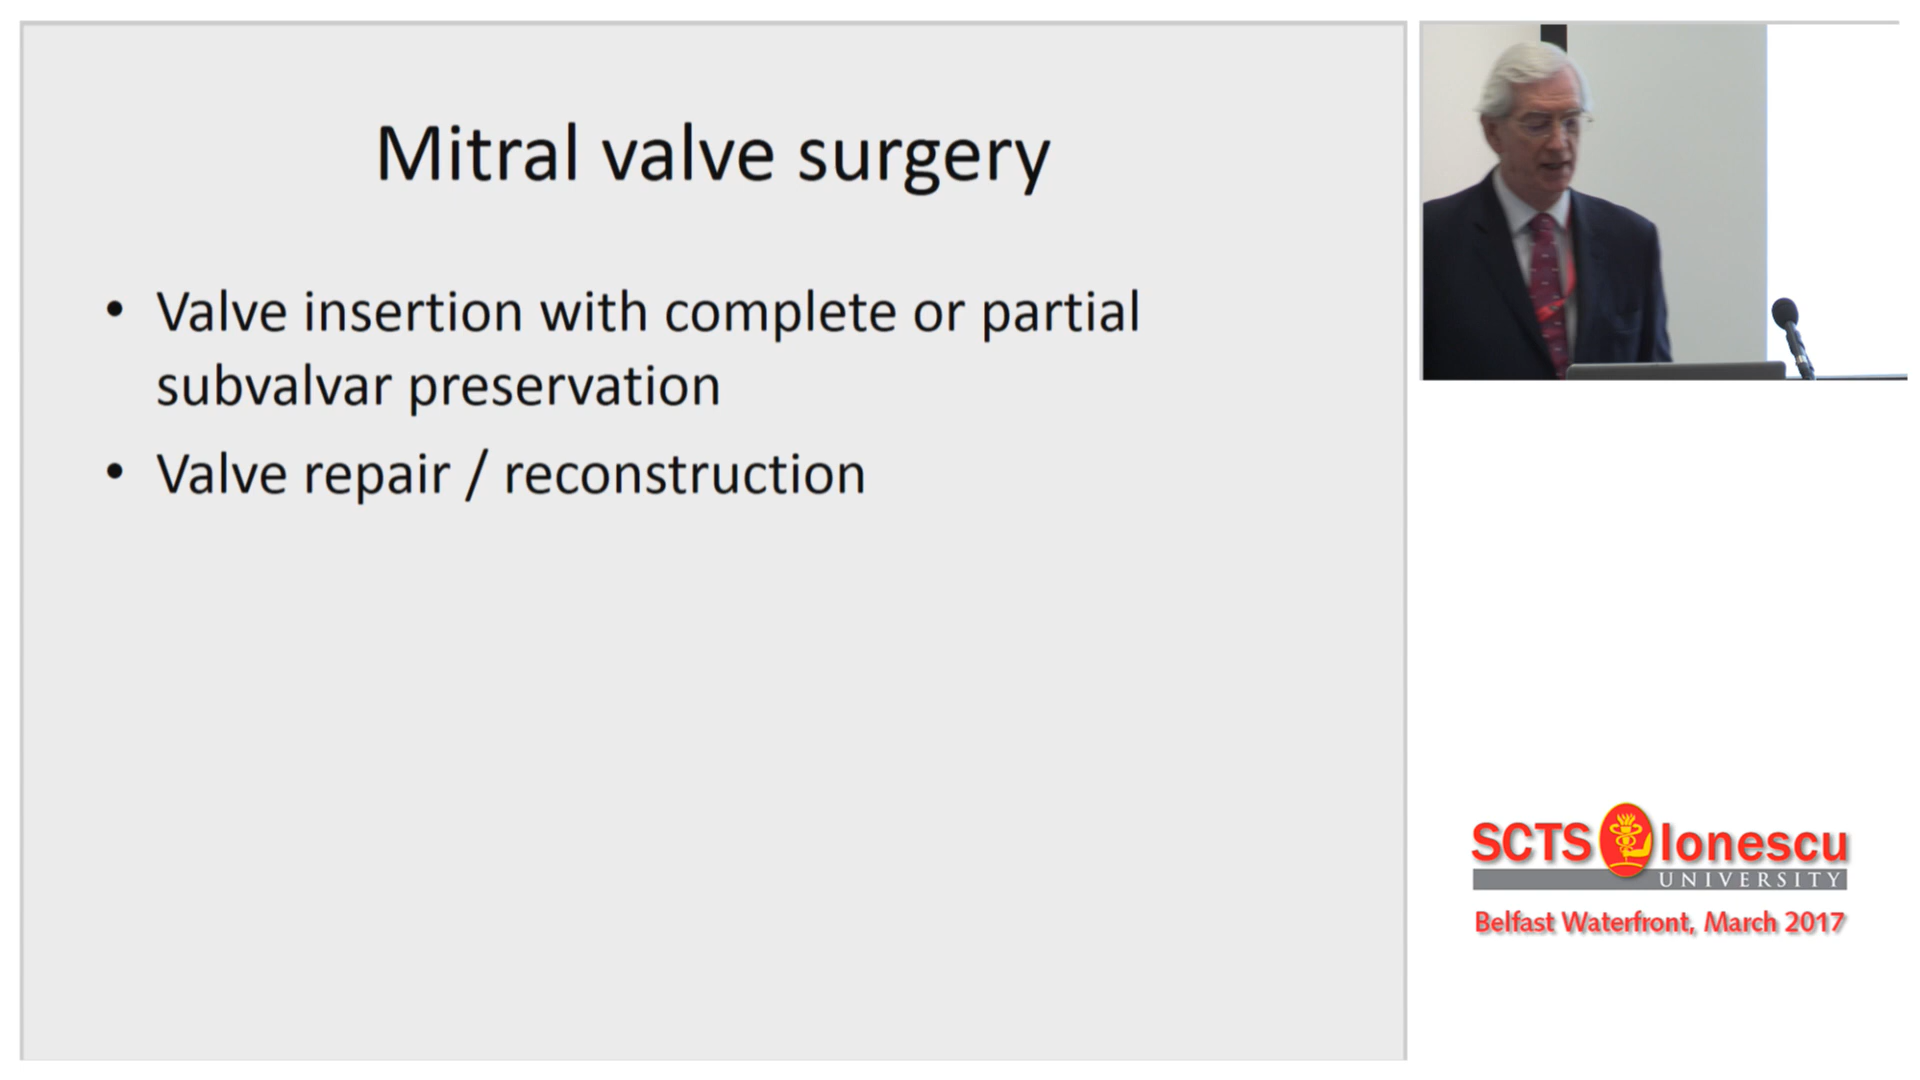 Mitral valve surgery
• Valve insertion with complete or partial
subvalvar preservation
• Valve repair / reconstruction
SCTS Ionescu
UNIVERSITY
Belfast Waterfront, March 2017